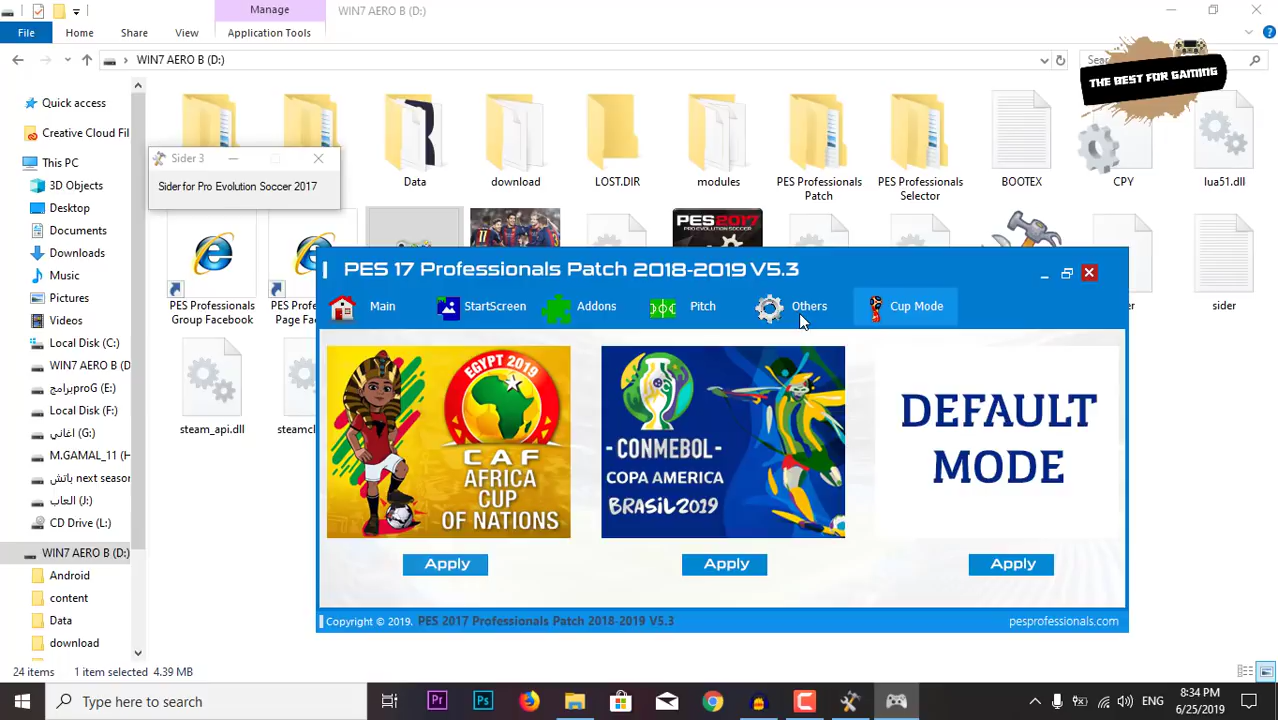 Manage
WIN7 AERO B (D:)
File
Home
Share
View
Application Tools
WIN7 AERO B (D:)
THE BEST FOR GAMING
Quick access
Creative Cloud Fil
This PC
3D Objects
Desktop
Documents
Downloads
Music
Pictures
Videos
Local Disk (C:)
WIN7 AERO B (D
برامج (E:)
Local Disk (F:)
اغاني (G:)
M.GAMAL_11 (H:
باتش next season
العاب (J:)
CD Drive (L:)
WIN7 AERO B (D:)
Android
content
Data
download
Sider 3
Sider for Pro Evolution Soccer 2017
Data
download
LOST.DIR
modules
PES Professionals
Patch
PES Professionals
Selector
BOOTEX
CPY
lua51.dll
PES2017
PRO EVOLUTION SOCCER
PES Professionals
Group Facebook
PES Profes
Page Face
sider
steam_api.dll
steamcl
PES 17 Professionals Patch 2018-2019 V5.3
Main
StartScreen
Addons
Pitch
Others
Cup Mode
EGYPT 2019
CAF
AFRICA
CUP
OF NATIONS
-CONMEBOL-
COPA AMERICA
BRASIL2019
DEFAULT
MODE
Apply
Apply
Apply
Copyright © 2019.
PES 2017 Professionals Patch 2018-2019 V5.3
pesprofessionals.com
24 items
1 item selected 4.39 MB
Type here to search
Pr
Ps
ENG
8:34 PM
6/25/2019